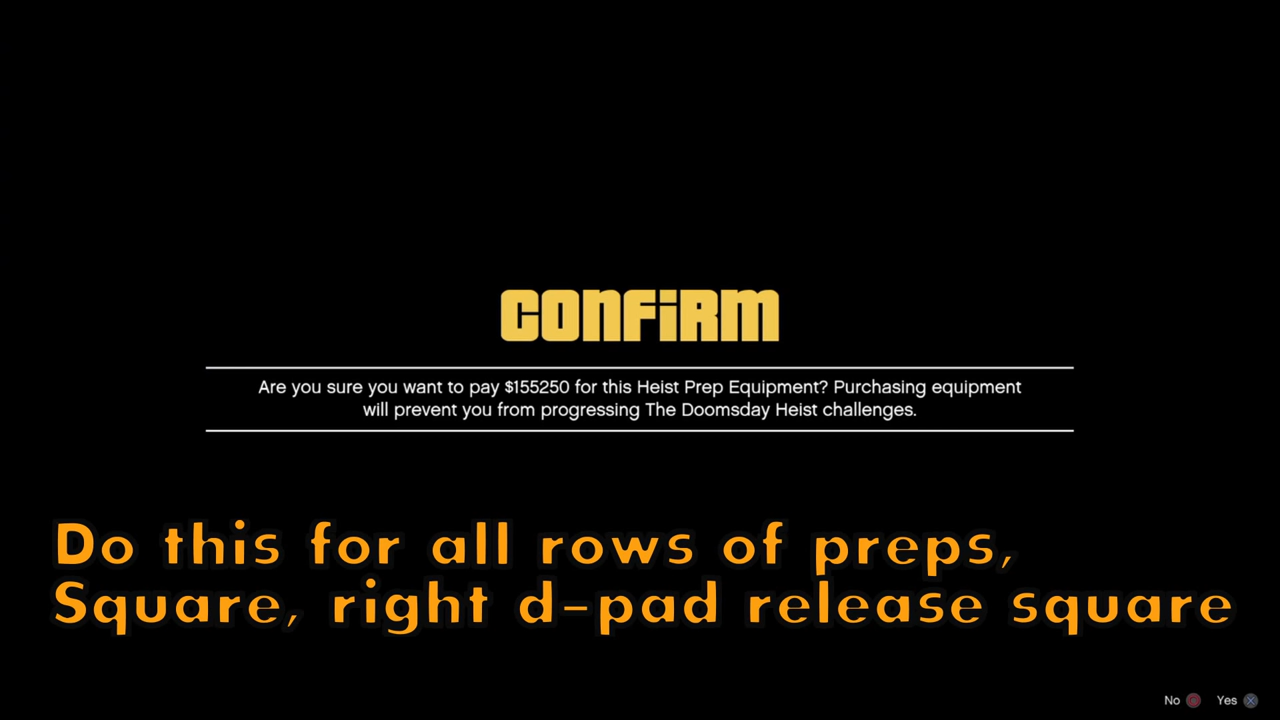 CONFIRM
Are you sure you want to pay $155250 for this Heist Prep Equipment? Purchasing equipment
will prevent you from progressing The Doomsday Heist challenges.
Do this for all rows of preps,
Square, right d-pad release square
No Yes